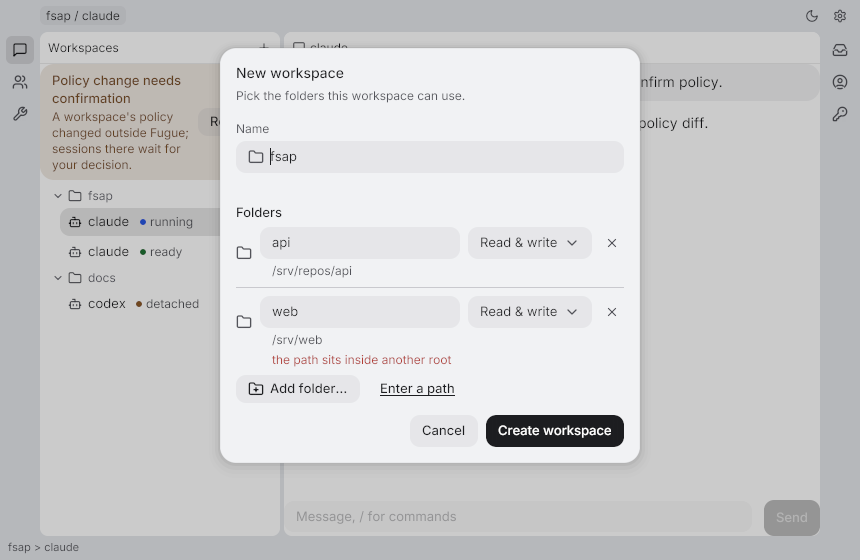 fsap / claude
Workspaces
claude
Policy change needs
confirmation
A workspace's policy
changed outside Fugue;
sessions there wait for
your decision.
nfirm policy.
policy diff.
fsap
claude running
claude ready
docs
codex detached
New workspace
Pick the folders this workspace can use.
Name
fsap
Folders
api Read & write
/srv/repos/api
web Read & write
/srv/web
the path sits inside another root
Add folder... Enter a path
Cancel Create workspace
Message, / for commands Send
fsap > claude